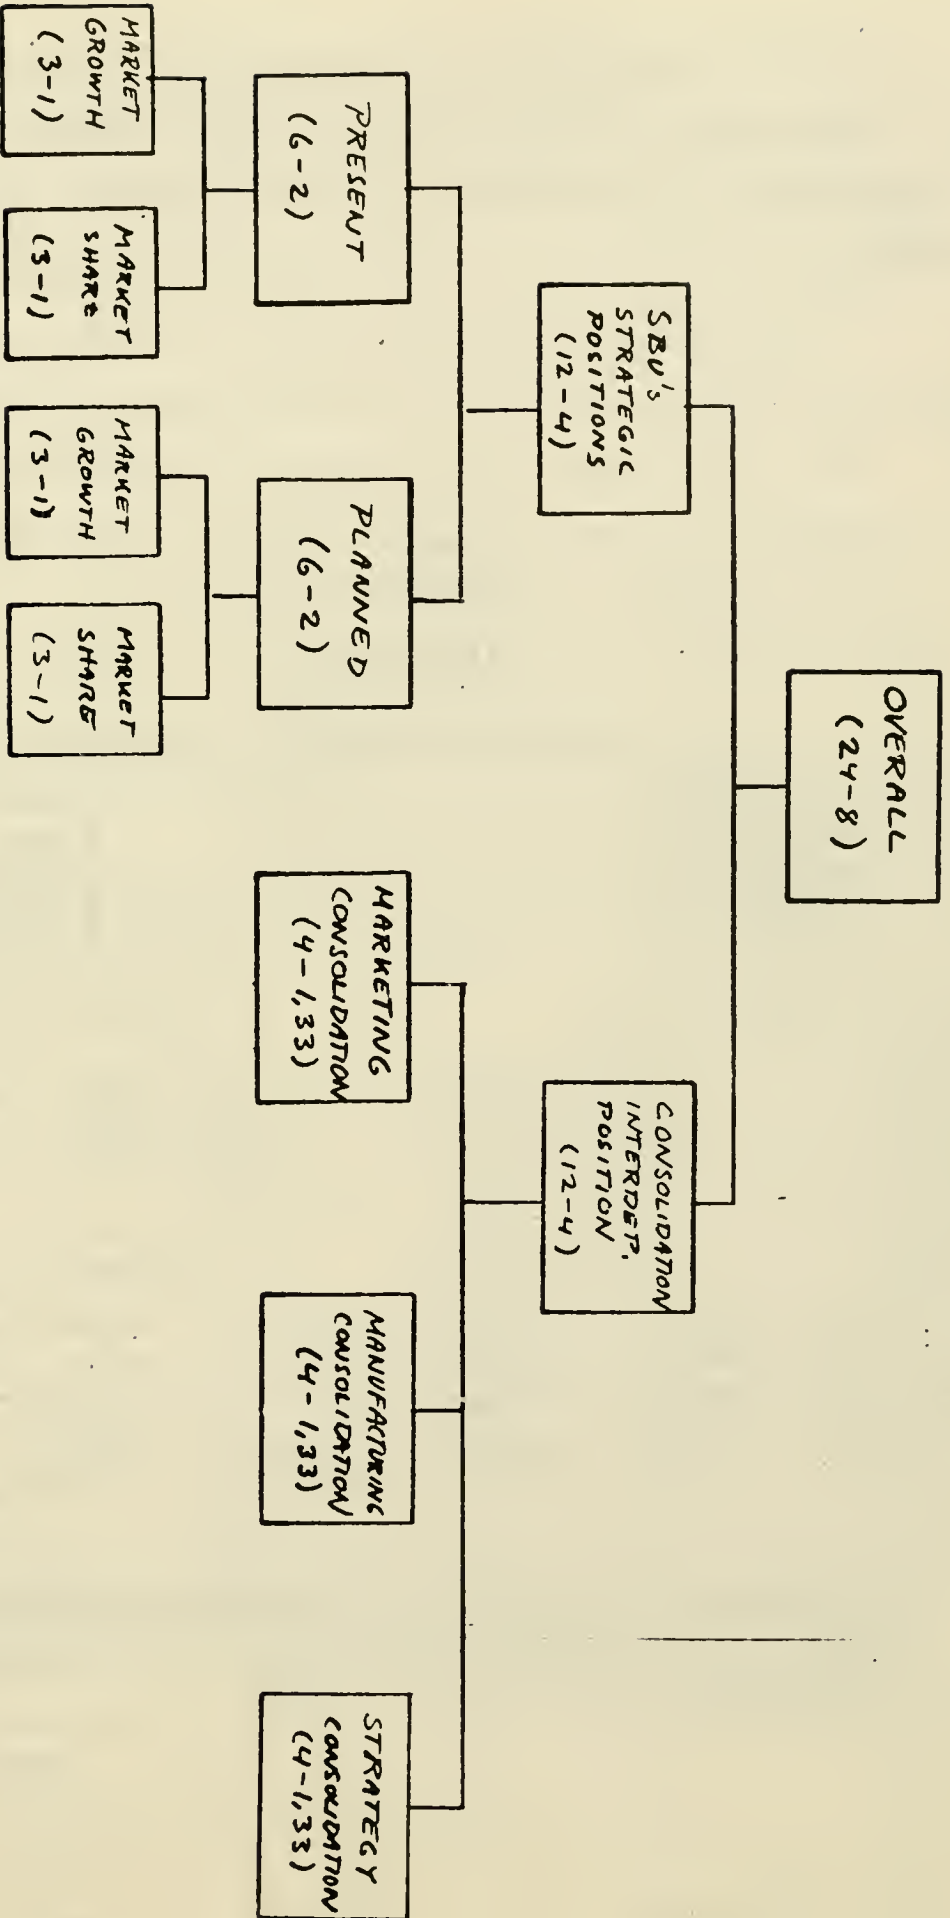 OVERALL
(24-8)
SBU's
STRATEGIC
POSITIONS
(12-4)
CONSOLIDATION
INTERDEP.
POSITION
(12-4)
PRESENT
(6-2)
PLANNED
(6-2)
MARKETING
CONSOLIDATION
(4-1,33)
MANUFACTURING
CONSOLIDATION
(4-1,33)
STRATEGY
CONSOLIDATION
(4-1,33)
MARKET
GROWTH
(3-1)
MARKET
SHARE
(3-1)
MARKET
GROWTH
(3-1)
MARKET
SHARE
(3-1)